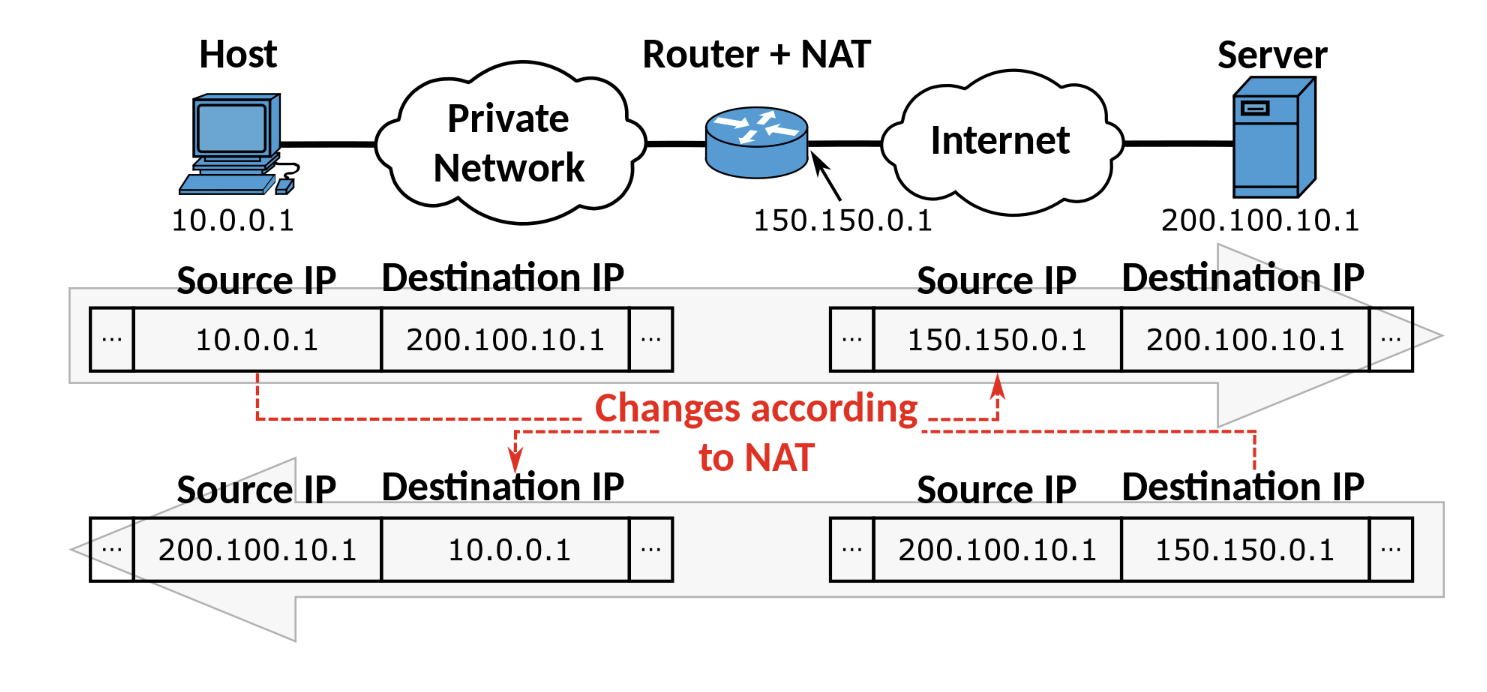 Host
Router + NAT
Server
Private
Network
Internet
10.0.0.1
150.150.0.1
200.100.10.1
Source IP Destination IP
Source IP Destination IP
... 10.0.0.1 200.100.10.1 ...
... 150.150.0.1 200.100.10.1 ...
Changes according
to NAT
Source IP Destination IP
Source IP Destination IP
... 200.100.10.1 10.0.0.1 ...
... 200.100.10.1 150.150.0.1 ...